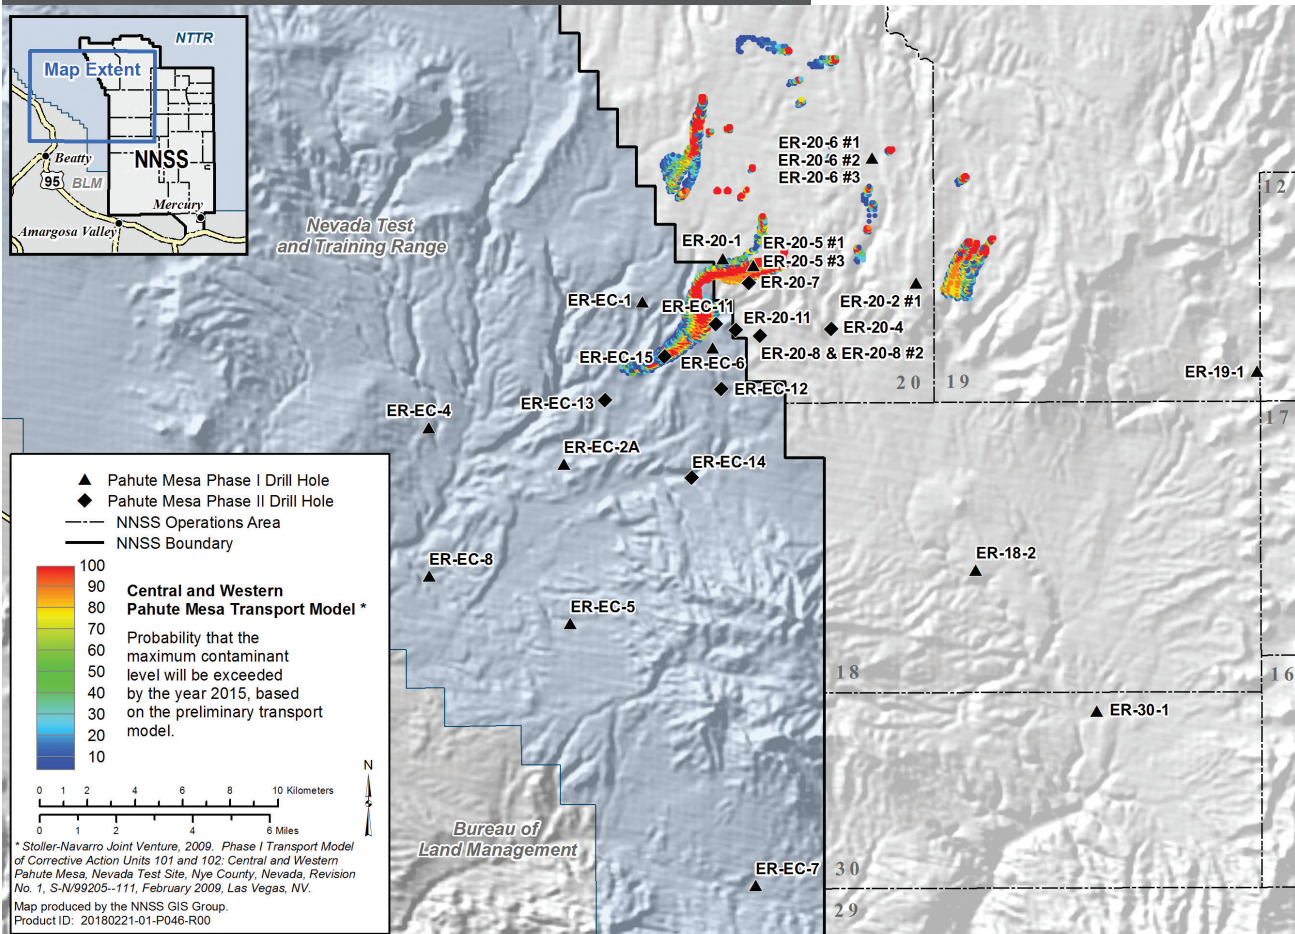 NTTR
Map Extent
NNSS
Beatty
95
BLM
Mercury
Amargosa Valley
Nevada Test
and Training Range
ER-20-6 #1
ER-20-6 #2
ER-20-6 #3
12
ER-20-1
ER-20-5 #1
ER-20-5 #3
ER-20-7
ER-EC-1
ER-EC-11
ER-20-2 #1
ER-20-11
ER-20-4
ER-EC-15
ER-EC-6
ER-20-8 & ER-20-8 #2
ER-19-1
20
19
ER-EC-12
ER-EC-13
ER-EC-4
17
ER-EC-2A
ER-EC-14
ER-EC-8
ER-18-2
ER-EC-5
18
16
ER-30-1
Bureau of
Land Management
ER-EC-7
30
29
Pahute Mesa Phase I Drill Hole
Pahute Mesa Phase II Drill Hole
NNSS Operations Area
NNSS Boundary
100
90
80
70
60
50
40
30
20
10
Central and Western
Pahute Mesa Transport Model *
Probability that the
maximum contaminant
level will be exceeded
by the year 2015, based
on the preliminary transport
model.
N
0 1 2 4 6 8 10 Kilometers
0 1 2 4 6 Miles
* Stoller-Navarro Joint Venture, 2009. Phase I Transport Model
of Corrective Action Units 101 and 102: Central and Western
Pahute Mesa, Nevada Test Site, Nye County, Nevada, Revision
No. 1, S-N/99205--111, February 2009, Las Vegas, NV.
Map produced by the NNSS GIS Group.
Product ID: 20180221-01-P046-R00